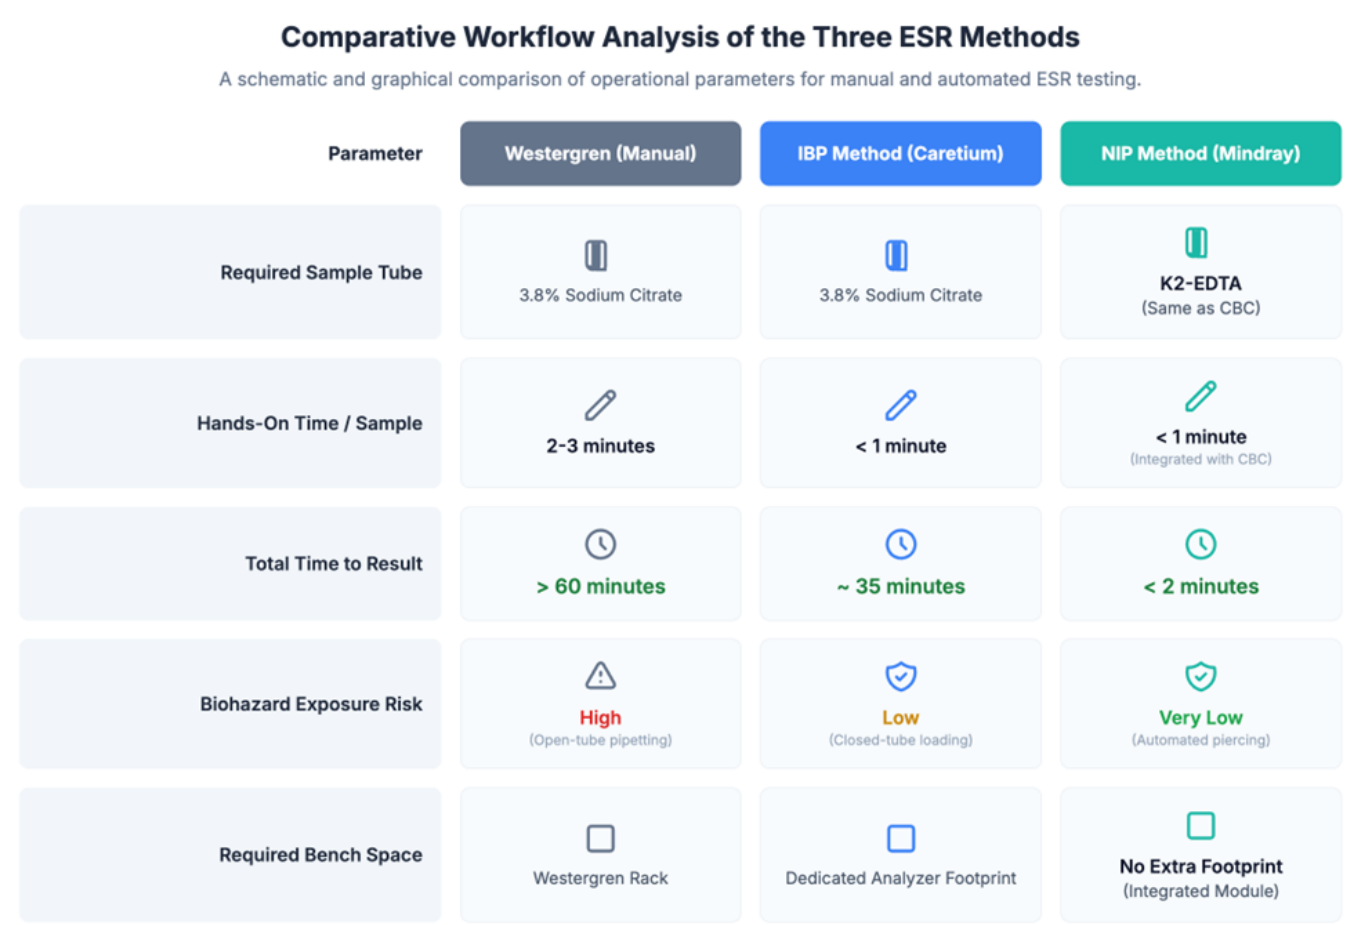 Comparative Workflow Analysis of the Three ESR Methods
A schematic and graphical comparison of operational parameters for manual and automated ESR testing.
Parameter
Westergren (Manual)
IBP Method (Caretium)
NIP Method (Mindray)
Required Sample Tube
3.8% Sodium Citrate
3.8% Sodium Citrate
K2-EDTA
(Same as CBC)
Hands-On Time / Sample
2-3 minutes
< 1 minute
< 1 minute
(Integrated with CBC)
Total Time to Result
> 60 minutes
~ 35 minutes
< 2 minutes
Biohazard Exposure Risk
High
(Open-tube pipetting)
Low
(Closed-tube loading)
Very Low
(Automated piercing)
Required Bench Space
Westergren Rack
Dedicated Analyzer Footprint
No Extra Footprint
(Integrated Module)